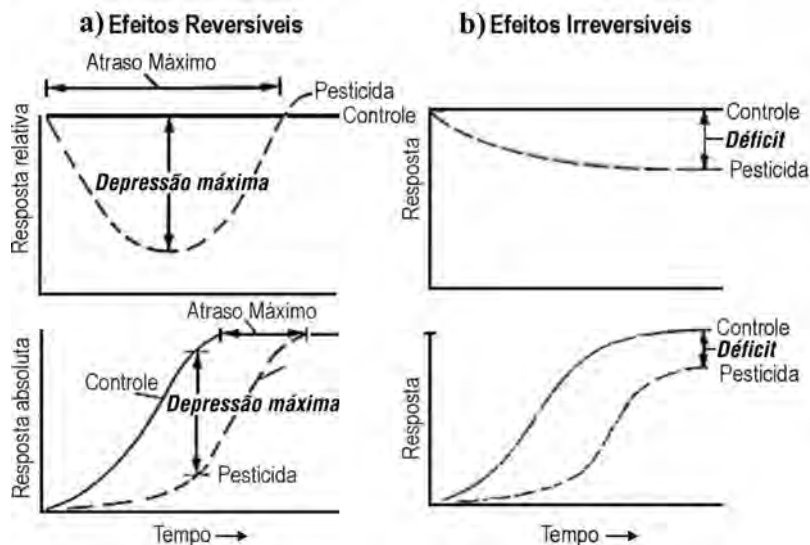 a) Efeitos Reversíveis
Atraso Máximo
Pesticida
Controle
Depressão máxima
Resposta relativa
Atraso Máximo
Controle
Depressão máxima
Pesticida
Resposta absoluta
Tempo
b) Efeitos Irreversíveis
Controle
Déficit
Pesticida
Resposta
Controle
Déficit
Pesticida
Resposta
Tempo